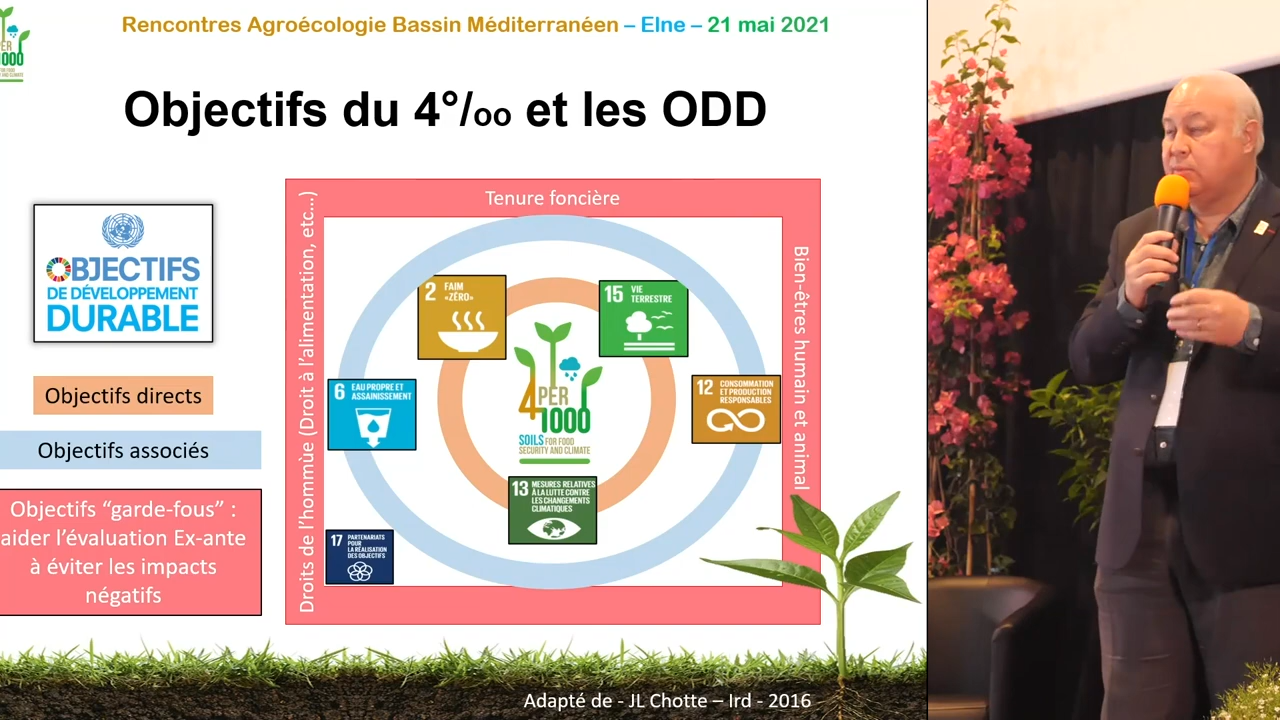 Rencontres Agroécologie Bassin Méditerranéen – Elne – 21 mai 2021
PER
1000
Objectifs du 4°/oo et les ODD
OBJECTIFS
DE DÉVELOPPEMENT
DURABLE
Objectifs directs
Objectifs associés
Objectifs “garde-fous” :
aider l’évaluation Ex-ante
à éviter les impacts
négatifs
Tenure foncière
Droits de l’hommùe (Droit à l’alimentation, etc...)
Bien-êtres humain et animal
2 FAIM
«ZÉRO»
15 VIE
TERRESTRE
6 EAU PROPRE ET
ASSAINISSEMENT
4 PER
1000
SOILS FOR FOOD
SECURITY AND CLIMATE
12 CONSOMMATION
ET PRODUCTION
RESPONSABLES
13 MESURES RELATIVES
À LA LUTTE CONTRE
LES CHANGEMENTS
CLIMATIQUES
17 PARTENARIATS
POUR
LA RÉALISATION
DES OBJECTIFS
Adapté de - JL Chotte – Ird - 2016